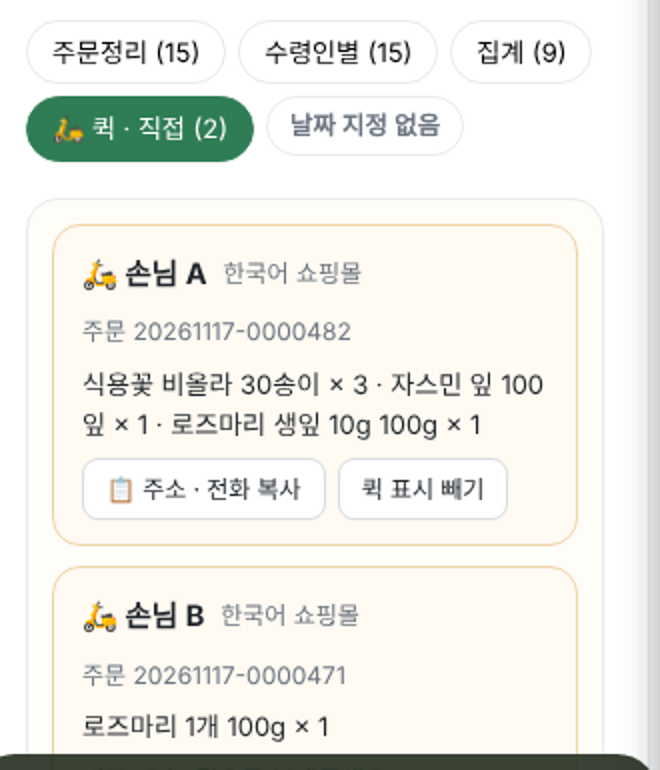 주문정리 (15) 수령인별 (15) 집계 (9)
🛵 퀵 · 직접 (2) 날짜 지정 없음
🛵 손님 A 한국어 쇼핑몰
주문 20261117-0000482
식용꽃 비올라 30송이 × 3 · 자스민 잎 100
잎 × 1 · 로즈마리 생잎 10g 100g × 1
📋 주소 · 전화 복사 퀵 표시 빼기
🛵 손님 B 한국어 쇼핑몰
주문 20261117-0000471
로즈마리 1개 100g × 1